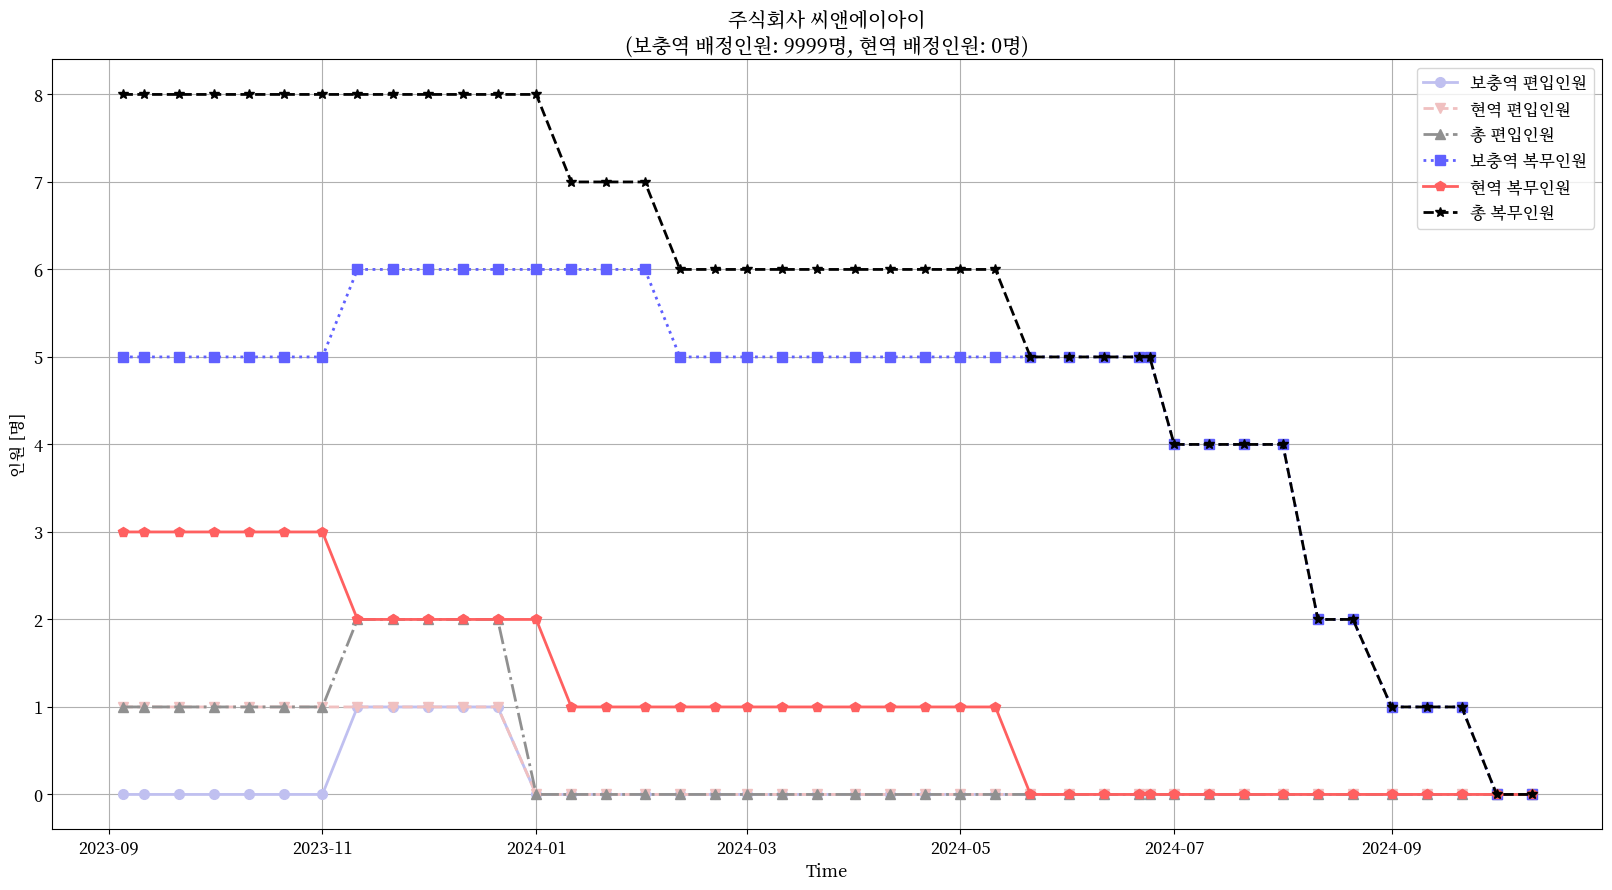 주식회사 씨앤에이아이
(보충역 배정인원: 9999명, 현역 배정인원: 0명)
보충역 편입인원
현역 편입인원
총 편입인원
보충역 복무인원
현역 복무인원
총 복무인원
인원 [명]
8
7
6
5
4
3
2
1
0
2023-09 2023-11 2024-01 2024-03 2024-05 2024-07 2024-09
Time